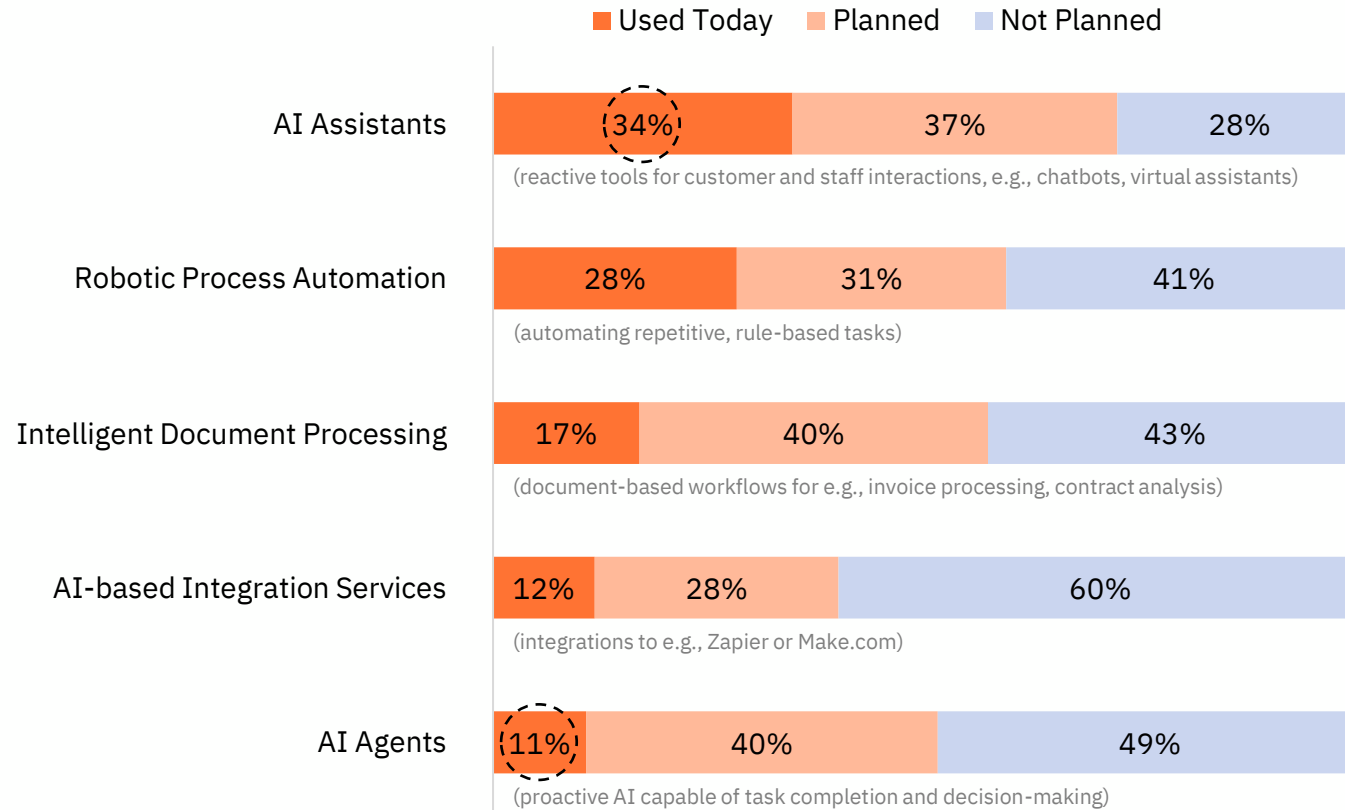 Used Today Planned Not Planned
AI Assistants 34% 37% 28%
(reactive tools for customer and staff interactions, e.g., chatbots, virtual assistants)
Robotic Process Automation 28% 31% 41%
(automating repetitive, rule-based tasks)
Intelligent Document Processing 17% 40% 43%
(document-based workflows for e.g., invoice processing, contract analysis)
AI-based Integration Services 12% 28% 60%
(integrations to e.g., Zapier or Make.com)
AI Agents 11% 40% 49%
(proactive AI capable of task completion and decision-making)